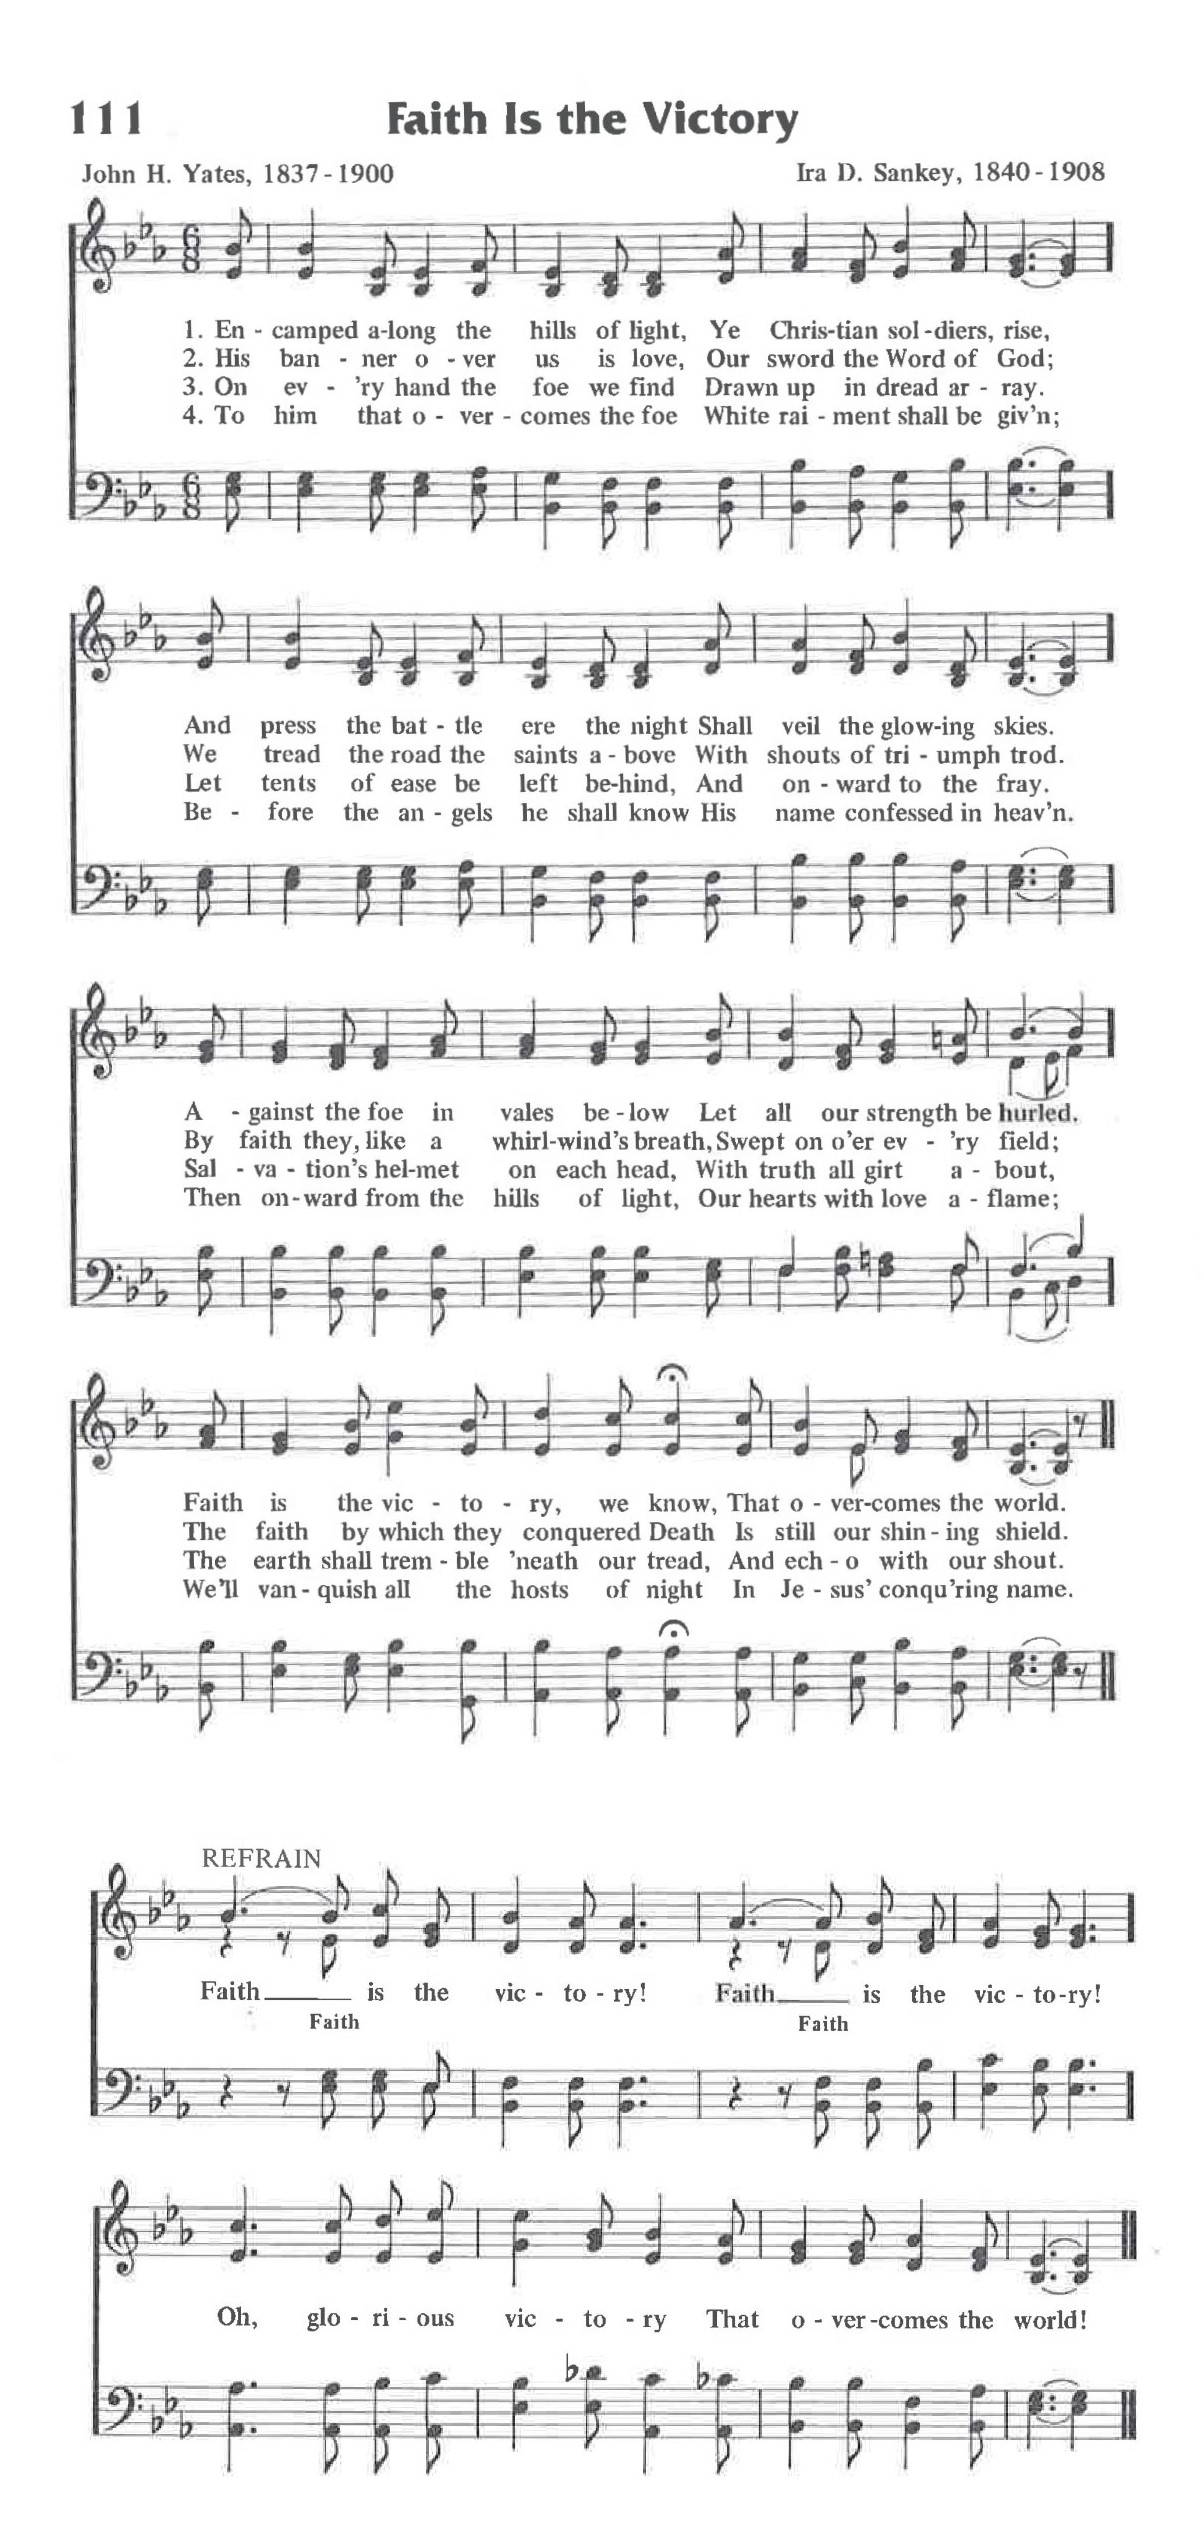 111 Faith Is the Victory
John H. Yates, 1837-1900 Ira D. Sankey, 1840-1908
6 8
1. En - camped a-long the hills of light, Ye Chris-tian sol-diers, rise,
2. His ban - ner o - ver us is love, Our sword the Word of God;
3. On ev - 'ry hand the foe we find Drawn up in dread ar - ray.
4. To him that o - ver - comes the foe White rai - ment shall be giv'n;
6 8
And press the bat - tle ere the night Shall veil the glow-ing skies.
We tread the road the saints a - bove With shouts of tri - umph trod.
Let tents of ease be left be-hind, And on - ward to the fray.
Be - fore the an - gels he shall know His name confessed in heav'n.
A - gainst the foe in vales be - low Let all our strength be hurled.
By faith they, like a whirl-wind's breath, Swept on o'er ev - 'ry field;
Sal - va - tion's hel-met on each head, With truth all girt a - bout,
Then on-ward from the hills of light, Our hearts with love a - flame;
Faith is the vic - to - ry, we know, That o - ver-comes the world.
The faith by which they conquered Death Is still our shin - ing shield.
The earth shall trem - ble 'neath our tread, And ech - o with our shout.
We'll van - quish all the hosts of night In Je - sus' conqu'ring name.
REFRAIN
Faith is the vic - to - ry! Faith is the vic - to-ry!
Faith Faith
Oh, glo - ri - ous vic - to - ry That o - ver-comes the world!